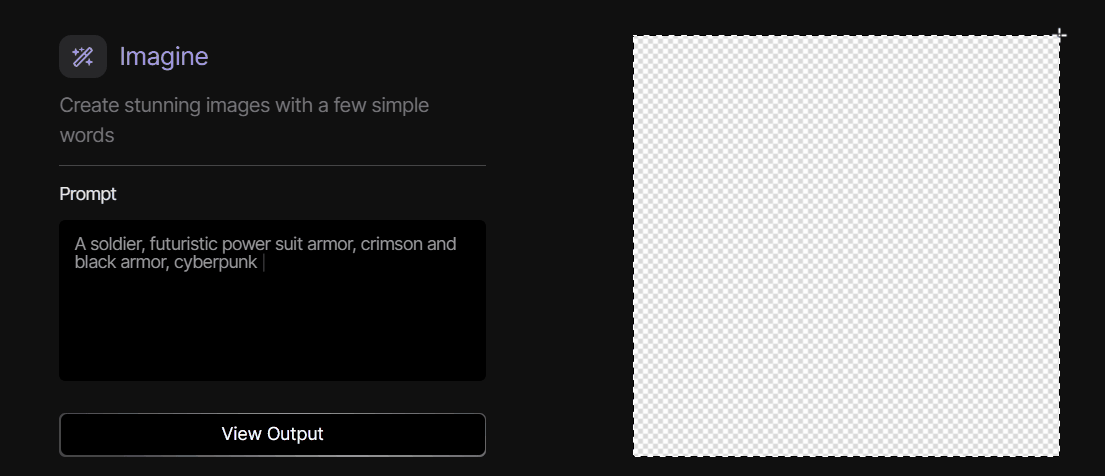 Imagine
Create stunning images with a few simple
words
Prompt
A soldier, futuristic power suit armor, crimson and
black armor, cyberpunk
View Output